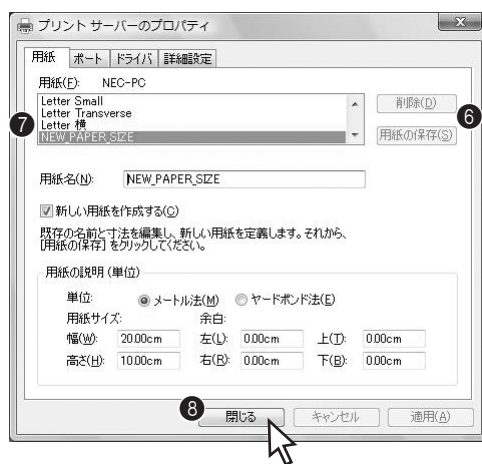 プリント サーバーのプロパティ
用紙 ポート ドライバ 詳細設定
用紙(F): NEC-PC
Letter Small
Letter Transverse
Letter 横
NEW_PAPER_SIZE
削除(D)
用紙の保存(S)
❻
❼
用紙名(N): NEW_PAPER_SIZE
新しい用紙を作成する(C)
既存の名前と寸法を編集し、新しい用紙を定義します。それから、
[用紙の保存] をクリックしてください。
用紙の説明 (単位)
単位: メートル法(M) ヤードポンド法(E)
用紙サイズ: 余白:
幅(W): 20.00cm 左(L): 0.00cm 上(T): 0.00cm
高さ(H): 10.00cm 右(R): 0.00cm 下(B): 0.00cm
❽ 閉じる キャンセル 適用(A)